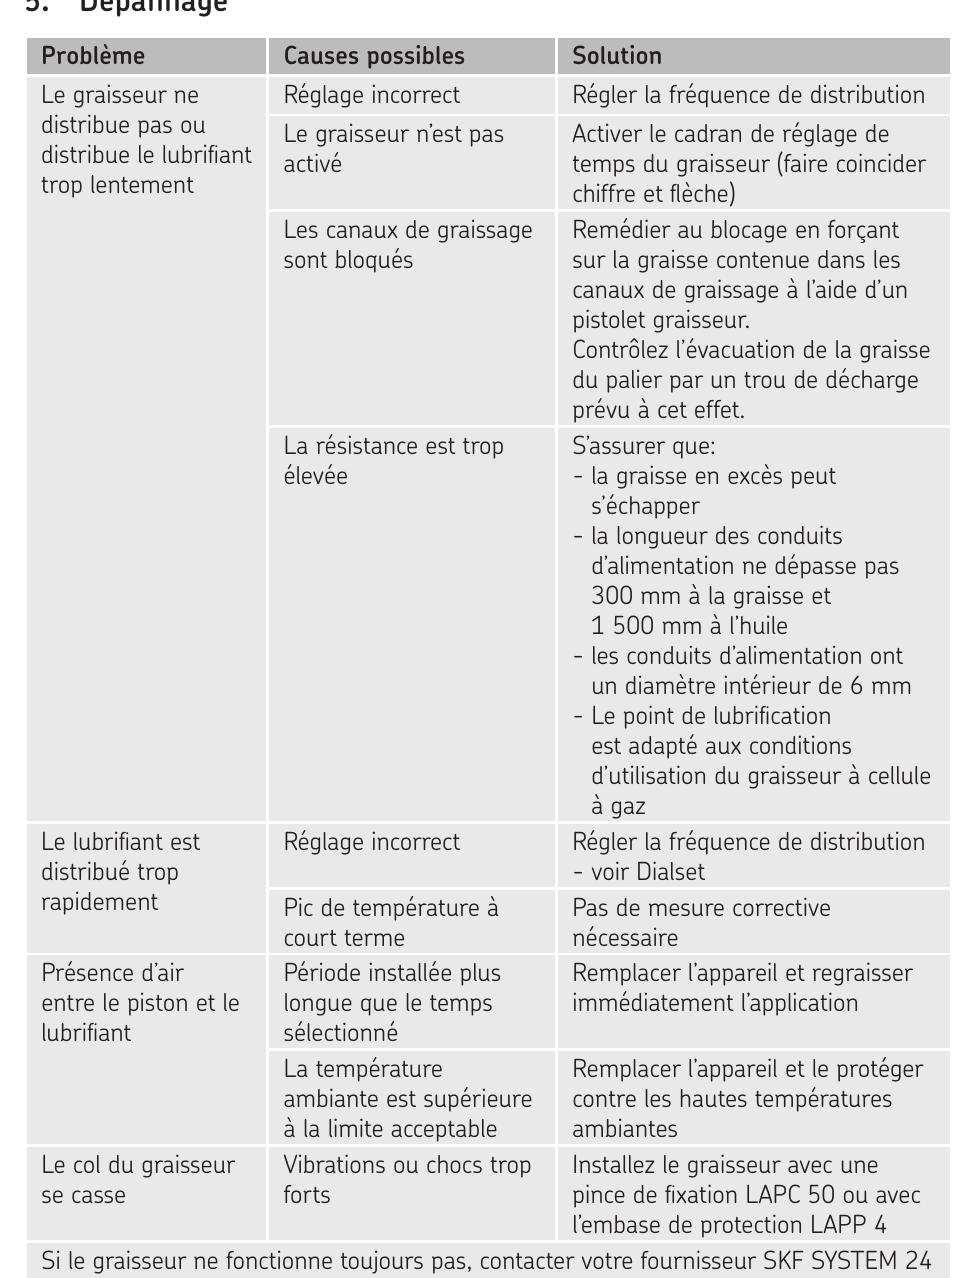 5. Dépannage
Problème
Causes possibles
Solution
Le graisseur ne
distribue pas ou
distribue le lubrifiant
trop lentement
Réglage incorrect
Régler la fréquence de distribution
Le graisseur n’est pas
activé
Activer le cadran de réglage de
temps du graisseur (faire coincider
chiffre et flèche)
Les canaux de graissage
sont bloqués
Remédier au blocage en forçant
sur la graisse contenue dans les
canaux de graissage à l’aide d’un
pistolet graisseur.
Contrôlez l’évacuation de la graisse
du palier par un trou de décharge
prévu à cet effet.
La résistance est trop
élevée
S’assurer que:
- la graisse en excès peut
s’échapper
- la longueur des conduits
d’alimentation ne dépasse pas
300 mm à la graisse et
1 500 mm à l’huile
- les conduits d’alimentation ont
un diamètre intérieur de 6 mm
- Le point de lubrification
est adapté aux conditions
d’utilisation du graisseur à cellule
à gaz
Le lubrifiant est
distribué trop
rapidement
Réglage incorrect
Régler la fréquence de distribution
- voir Dialset
Pic de température à
court terme
Pas de mesure corrective
nécessaire
Présence d’air
entre le piston et le
lubrifiant
Période installée plus
longue que le temps
sélectionné
Remplacer l’appareil et regraisser
immédiatement l’application
La température
ambiante est supérieure
à la limite acceptable
Remplacer l’appareil et le protéger
contre les hautes températures
ambiantes
Le col du graisseur
se casse
Vibrations ou chocs trop
forts
Installez le graisseur avec une
pince de fixation LAPC 50 ou avec
l’embase de protection LAPP 4
Si le graisseur ne fonctionne toujours pas, contacter votre fournisseur SKF SYSTEM 24